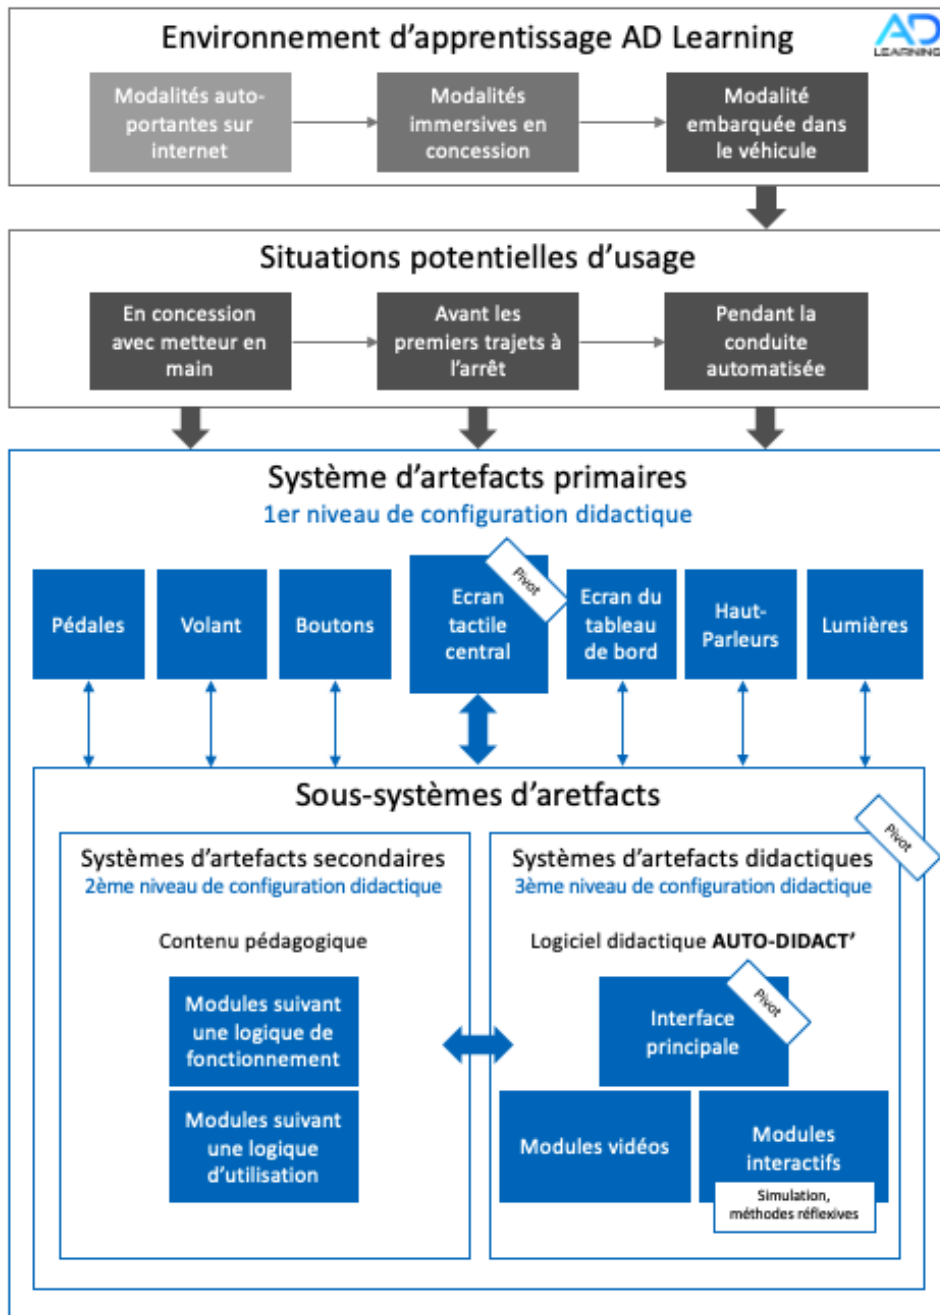 Environnement d'apprentissage AD Learning
AD
LEARNING
Modalités auto-
portantes sur
internet
Modalités
immersives en
concession
Modalité
embarquée dans
le véhicule
Situations potentielles d'usage
En concession
avec metteur en
main
Avant les
premiers trajets à
l'arrêt
Pendant la
conduite
automatisée
Système d'artefacts primaires
1er niveau de configuration didactique
Pédales
Volant
Boutons
Ecran
tactile
central
Pivot
Ecran du
tableau
de bord
Haut-
Parleurs
Lumières
Sous-systèmes d'aretfacts
Pivot
Systèmes d'artefacts secondaires
2ème niveau de configuration didactique
Contenu pédagogique
Modules suivant
une logique de
fonctionnement
Modules suivant
une logique
d'utilisation
Systèmes d'artefacts didactiques
3ème niveau de configuration didactique
Logiciel didactique AUTO-DIDACT'
Pivot
Interface
principale
Modules vidéos
Modules
interactifs
Simulation,
méthodes réflexives